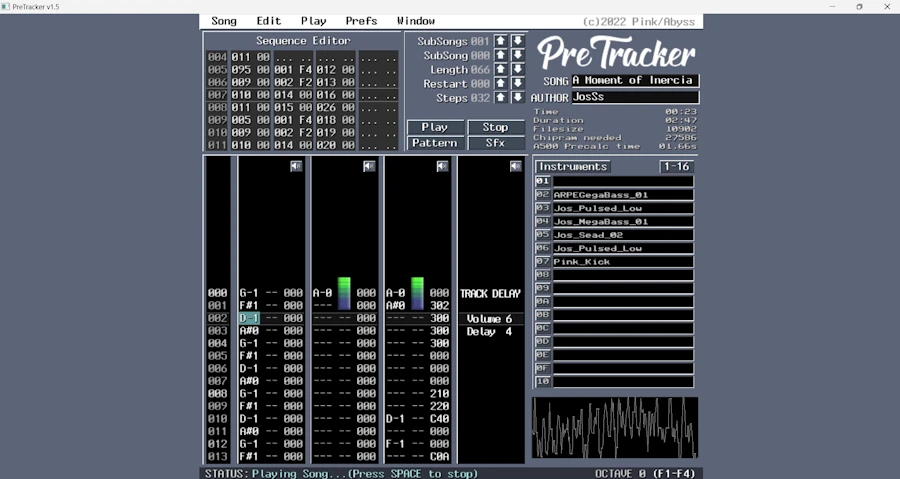 PreTracker v1.5
Song Edit Play Prefs Window (c)2022 Pink/Abyss
Sequence Editor
004 011 00 ... .. ... .. ... ..
005 095 00 001 F4 012 00 ... ..
006 009 00 002 F2 013 00 ... ..
007 010 00 014 00 016 00 ... ..
008 011 00 015 00 026 00 ... ..
009 005 00 001 F4 018 00 ... ..
010 009 00 002 F2 019 00 ... ..
011 010 00 014 00 020 00 ... ..
SubSongs 001
SubSong 000
Length 066
Restart 000
Steps 032
Play Stop
Pattern Sfx
PreTracker
SONG A Moment of Inercia
AUTHOR JosSs
Time 00:23
Duration 02:47
Filesize 10902
Chipram needed 27586
A500 Precalc time 01.66s
Instruments 1-16
01
02 ARPEGegaBass_01
03 Jos_Pulsed_Low
04 Jos_MegaBass_01
05 Jos_Sead_02
06 Jos_Pulsed_Low
07 Pink_Kick
08
09
0A
0B
0C
0D
0E
0F
10
000 G-1 -- 000 A-0 000 A-0 000 TRACK DELAY
001 F#1 -- 000 --- 000 A#0 302
002 D-1 -- 000 --- -- 000 --- -- 300 Volume 6
003 A#0 -- 000 --- -- 000 --- -- 300 Delay 4
004 G-1 -- 000 --- -- 000 --- -- 300
005 F#1 -- 000 --- -- 000 --- -- 000
006 D-1 -- 000 --- -- 000 --- -- 000
007 A#0 -- 000 --- -- 000 --- -- 000
008 G-1 -- 000 --- -- 000 --- -- 210
009 F#1 -- 000 --- -- 000 --- -- 220
010 D-1 -- 000 --- -- 000 D-1 -- C40
011 A#0 -- 000 --- -- 000 --- -- 000
012 G-1 -- 000 --- -- 000 F-1 -- 000
013 F#1 -- 000 --- -- 000 --- -- C0A
STATUS: Playing Song...(Press SPACE to stop) OCTAVE 0 (F1-F4)